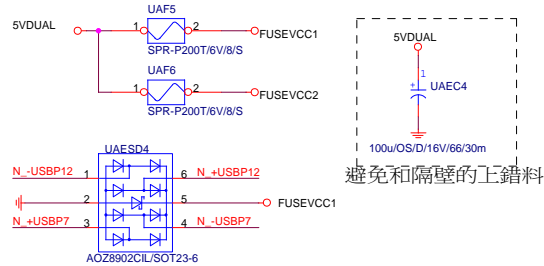 UAF5
5VDUAL 1 2 FUSEVCC1
SPR-P200T/6V/8/S
UAF6
1 2 FUSEVCC2
SPR-P200T/6V/8/S
5VDUAL
1
+ UAEC4
100u/OS/D/16V/66/30m
避免和隔壁的上錯料
UAESD4
N_-USBP12 1 6 N_+USBP12
2 5 FUSEVCC1
N_+USBP7 3 4 N_-USBP7
AOZ8902CIL/SOT23-6